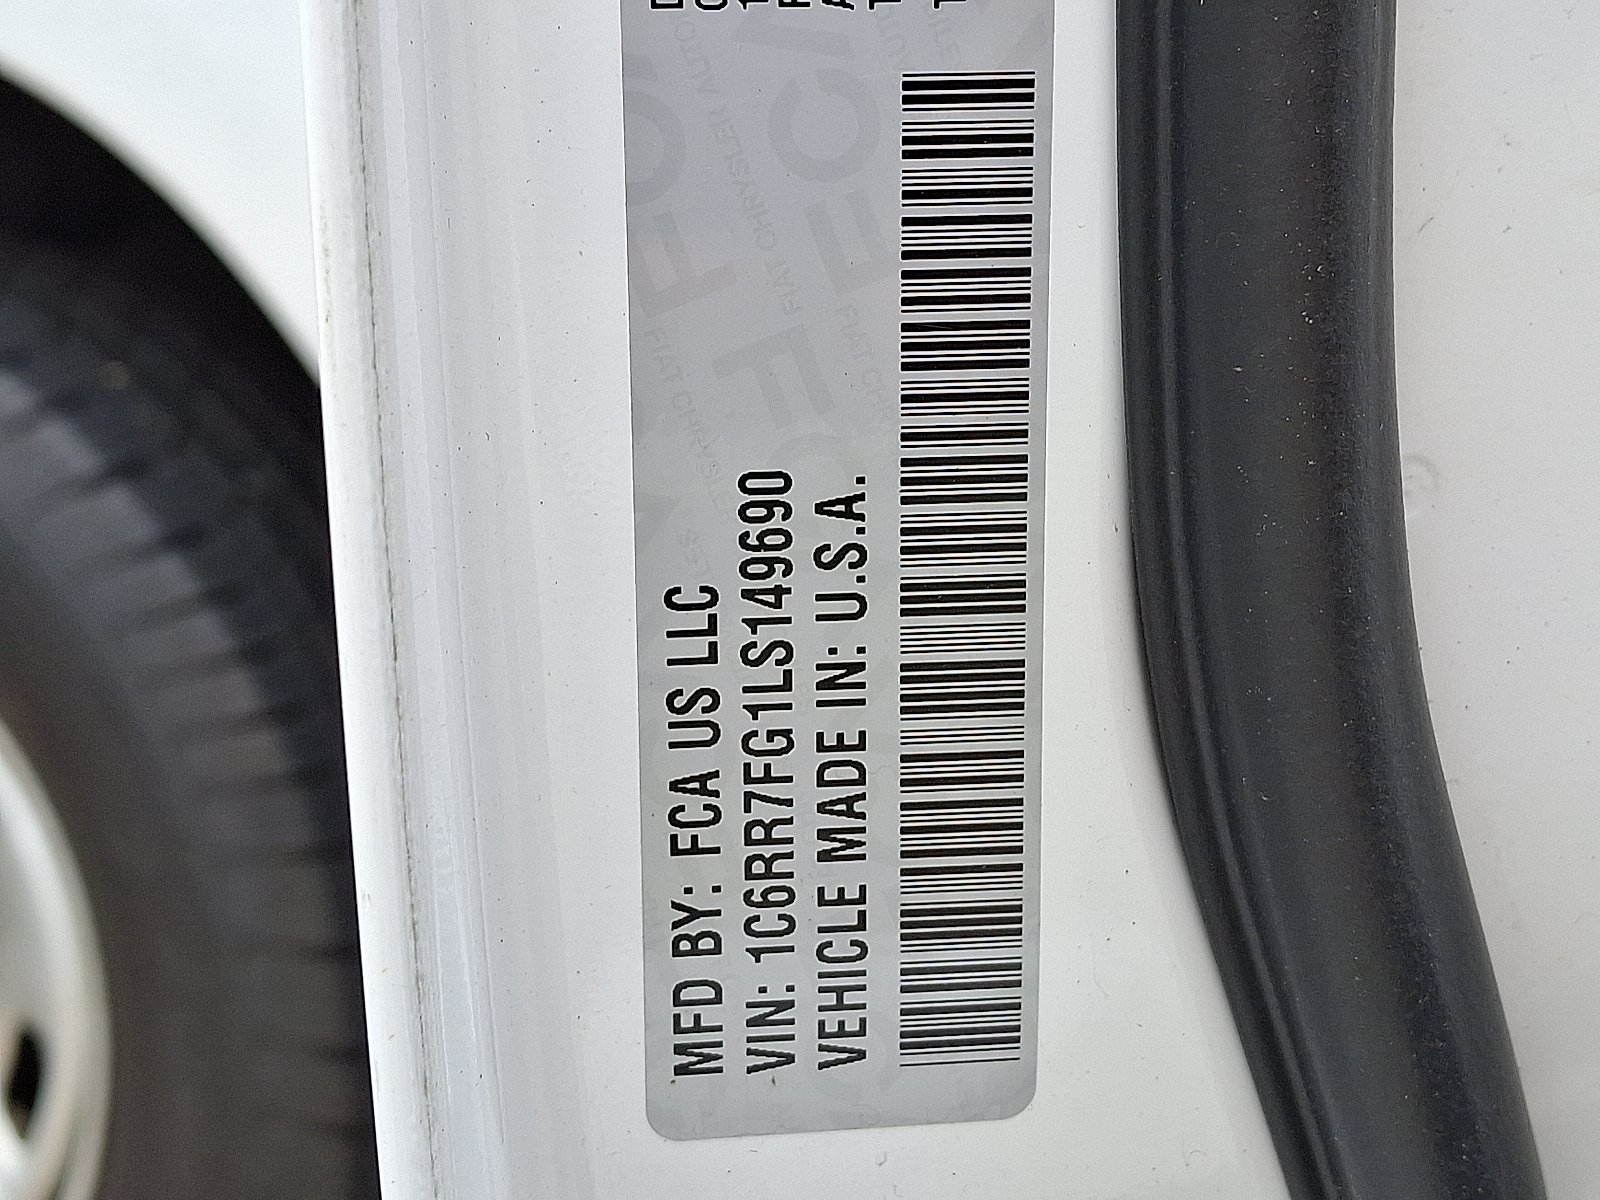 MFD BY: FCA US LLC
VIN: 1C6RR7FG1LS149690
VEHICLE MADE IN: U.S.A.